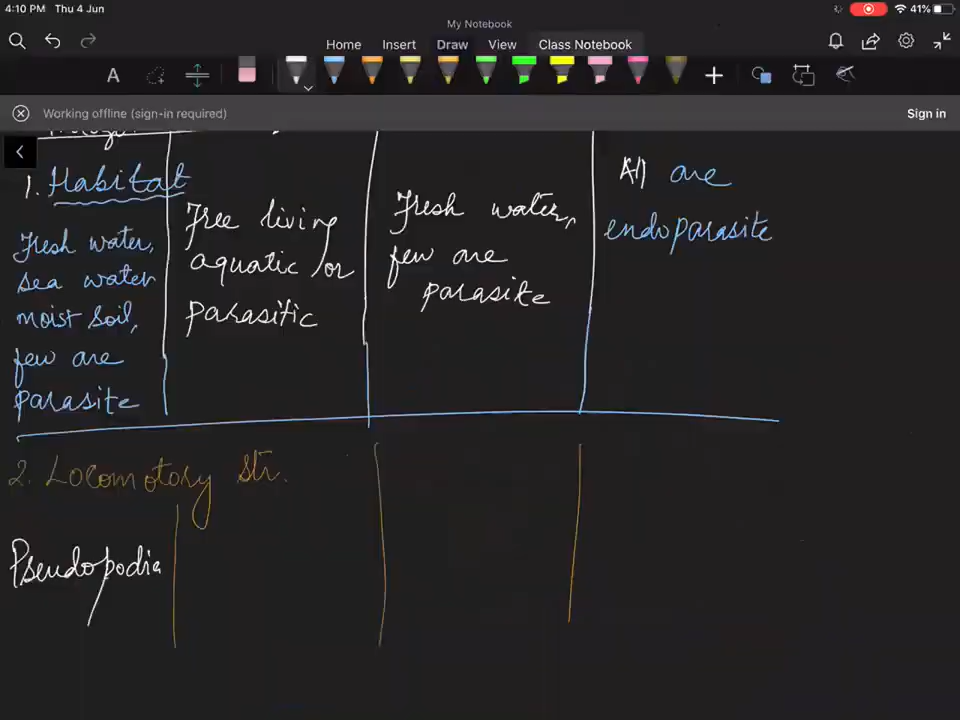 4:10 PM Thu 4 Jun
41%
My Notebook
Home Insert Draw View Class Notebook
A
Working offline (sign-in required)
Sign in
1. Habitat
Fresh water,
sea water
moist soil,
few are
parasite
Free living
aquatic or
parasitic
Fresh water,
few are
parasite
All are
endoparasite
2. Locomotory str.
Pseudopodia